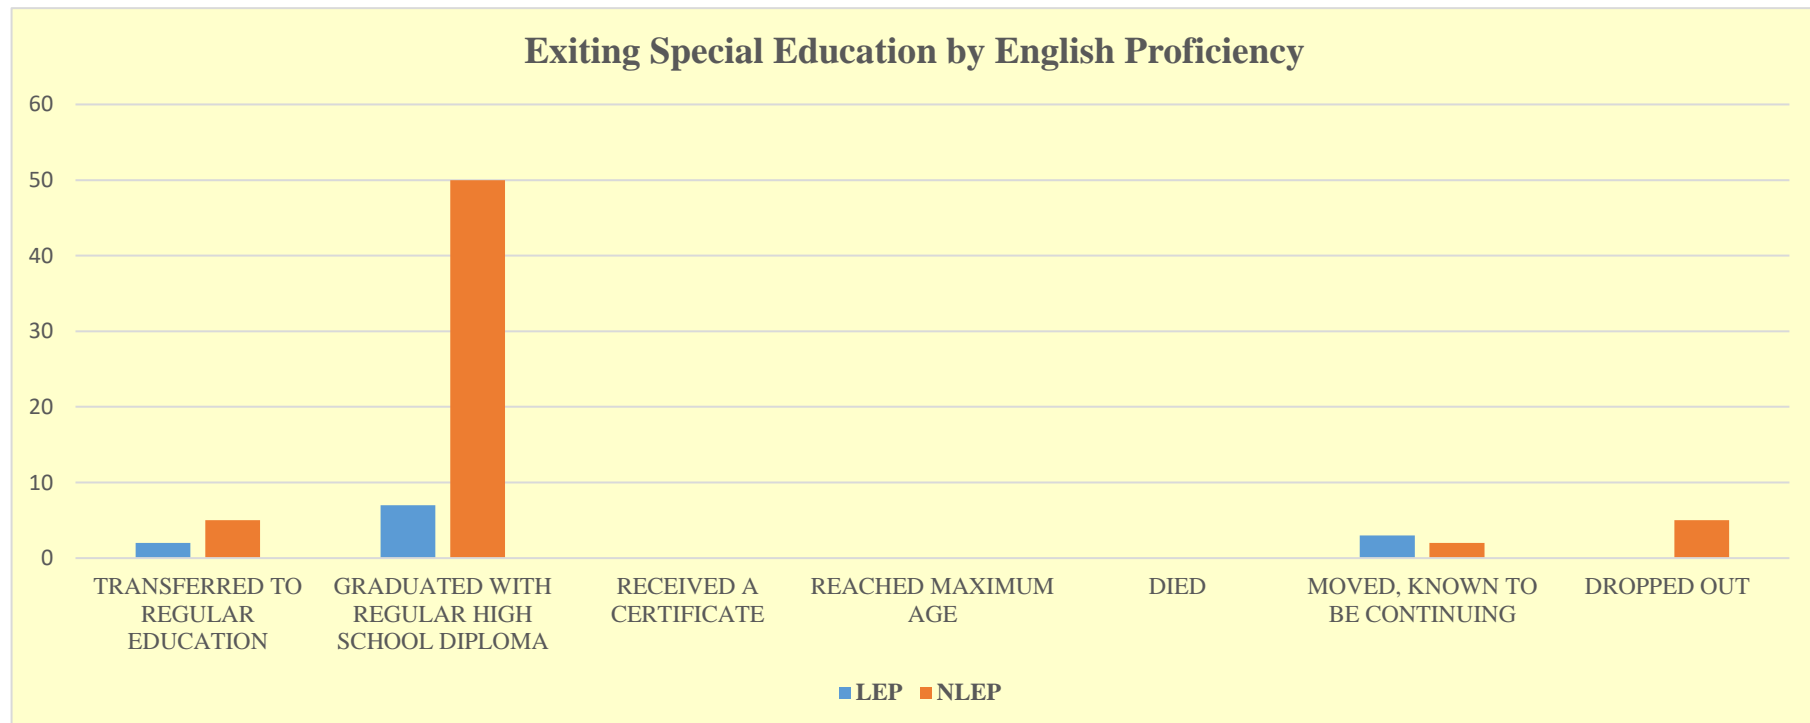 Exiting Special Education by English Proficiency
60
50
40
30
20
10
0
TRANSFERRED TO
REGULAR
EDUCATION
GRADUATED WITH
REGULAR HIGH
SCHOOL DIPLOMA
RECEIVED A
CERTIFICATE
REACHED MAXIMUM
AGE
DIED
MOVED, KNOWN TO
BE CONTINUING
DROPPED OUT
LEP NLEP